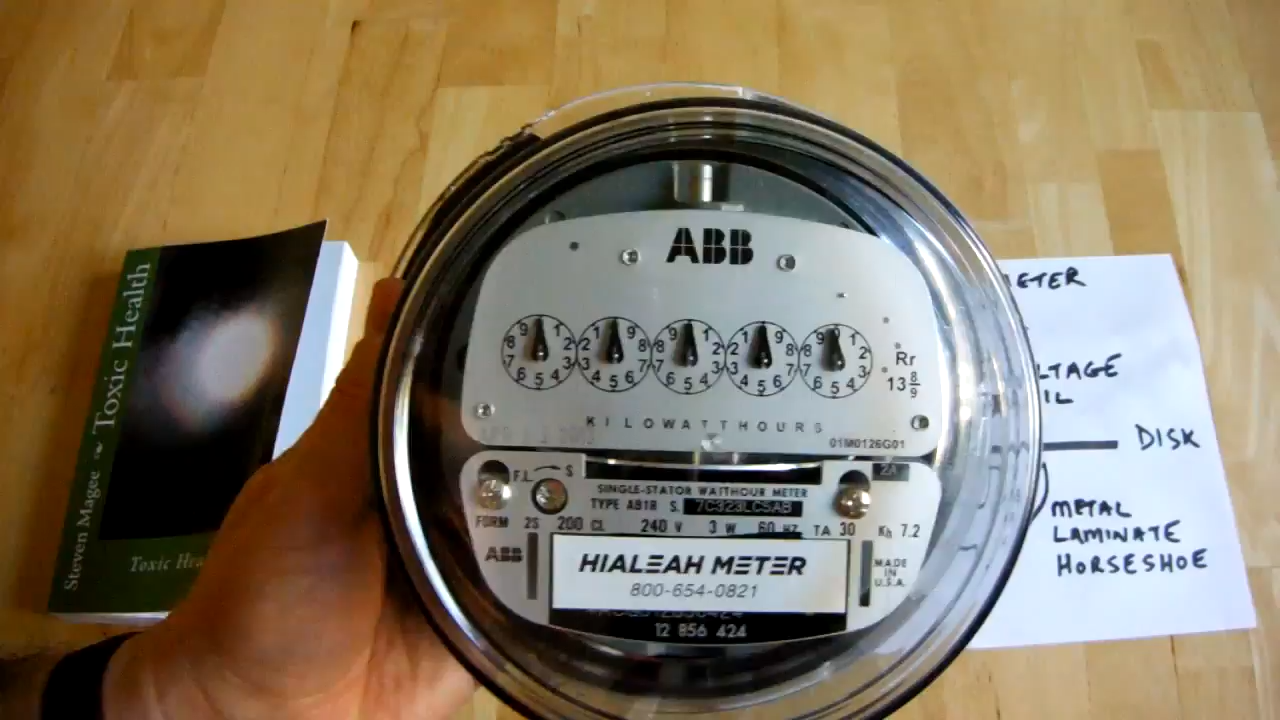 Steven Magee ~ Toxic Health
Toxic
ABB
KILOWATTHOURS
Rr
13 8/9
01M0126G01
F.L. S
2A
SINGLE-STATOR WATTHOUR METER
TYPE AB1R S. 7C323LC5AB
FORM 2S 200 CL 240 V 3 W 60 HZ TA 30 Kh 7.2
ABB
HIALEAH METER
800-654-0821
MADE
IN
U.S.A.
12 856 424
DISK
METAL
LAMINATE
HORSESHOE